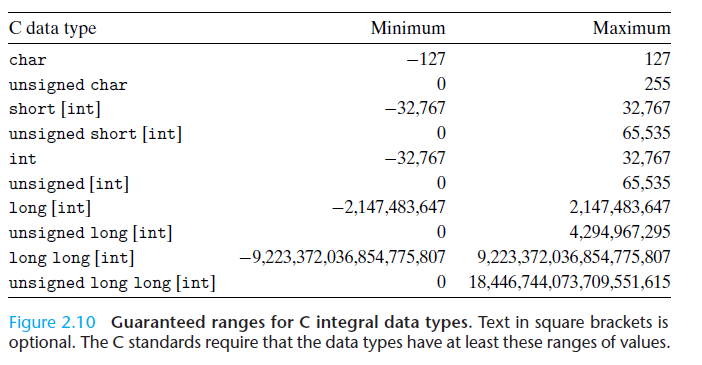 C data type Minimum Maximum
char −127 127
unsigned char 0 255
short [int] −32,767 32,767
unsigned short [int] 0 65,535
int −32,767 32,767
unsigned [int] 0 65,535
long [int] −2,147,483,647 2,147,483,647
unsigned long [int] 0 4,294,967,295
long long [int] −9,223,372,036,854,775,807 9,223,372,036,854,775,807
unsigned long long [int] 0 18,446,744,073,709,551,615
Figure 2.10 Guaranteed ranges for C integral data types. Text in square brackets is
optional. The C standards require that the data types have at least these ranges of values.